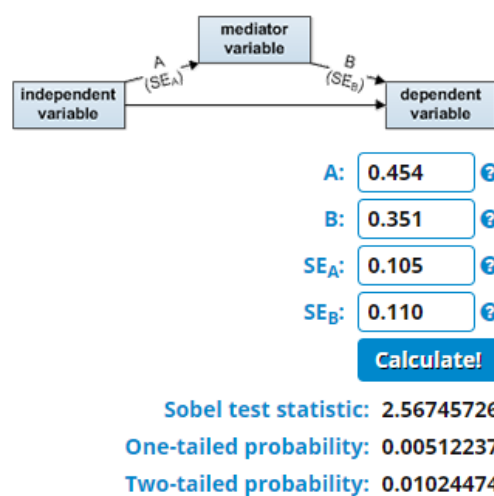 mediator
variable
A
(SEA)
B
(SEB)
independent
variable
dependent
variable
A: 0.454 ?
B: 0.351 ?
SEA: 0.105 ?
SEB: 0.110 ?
Calculate!
Sobel test statistic: 2.56745726
One-tailed probability: 0.00512237
Two-tailed probability: 0.01024474